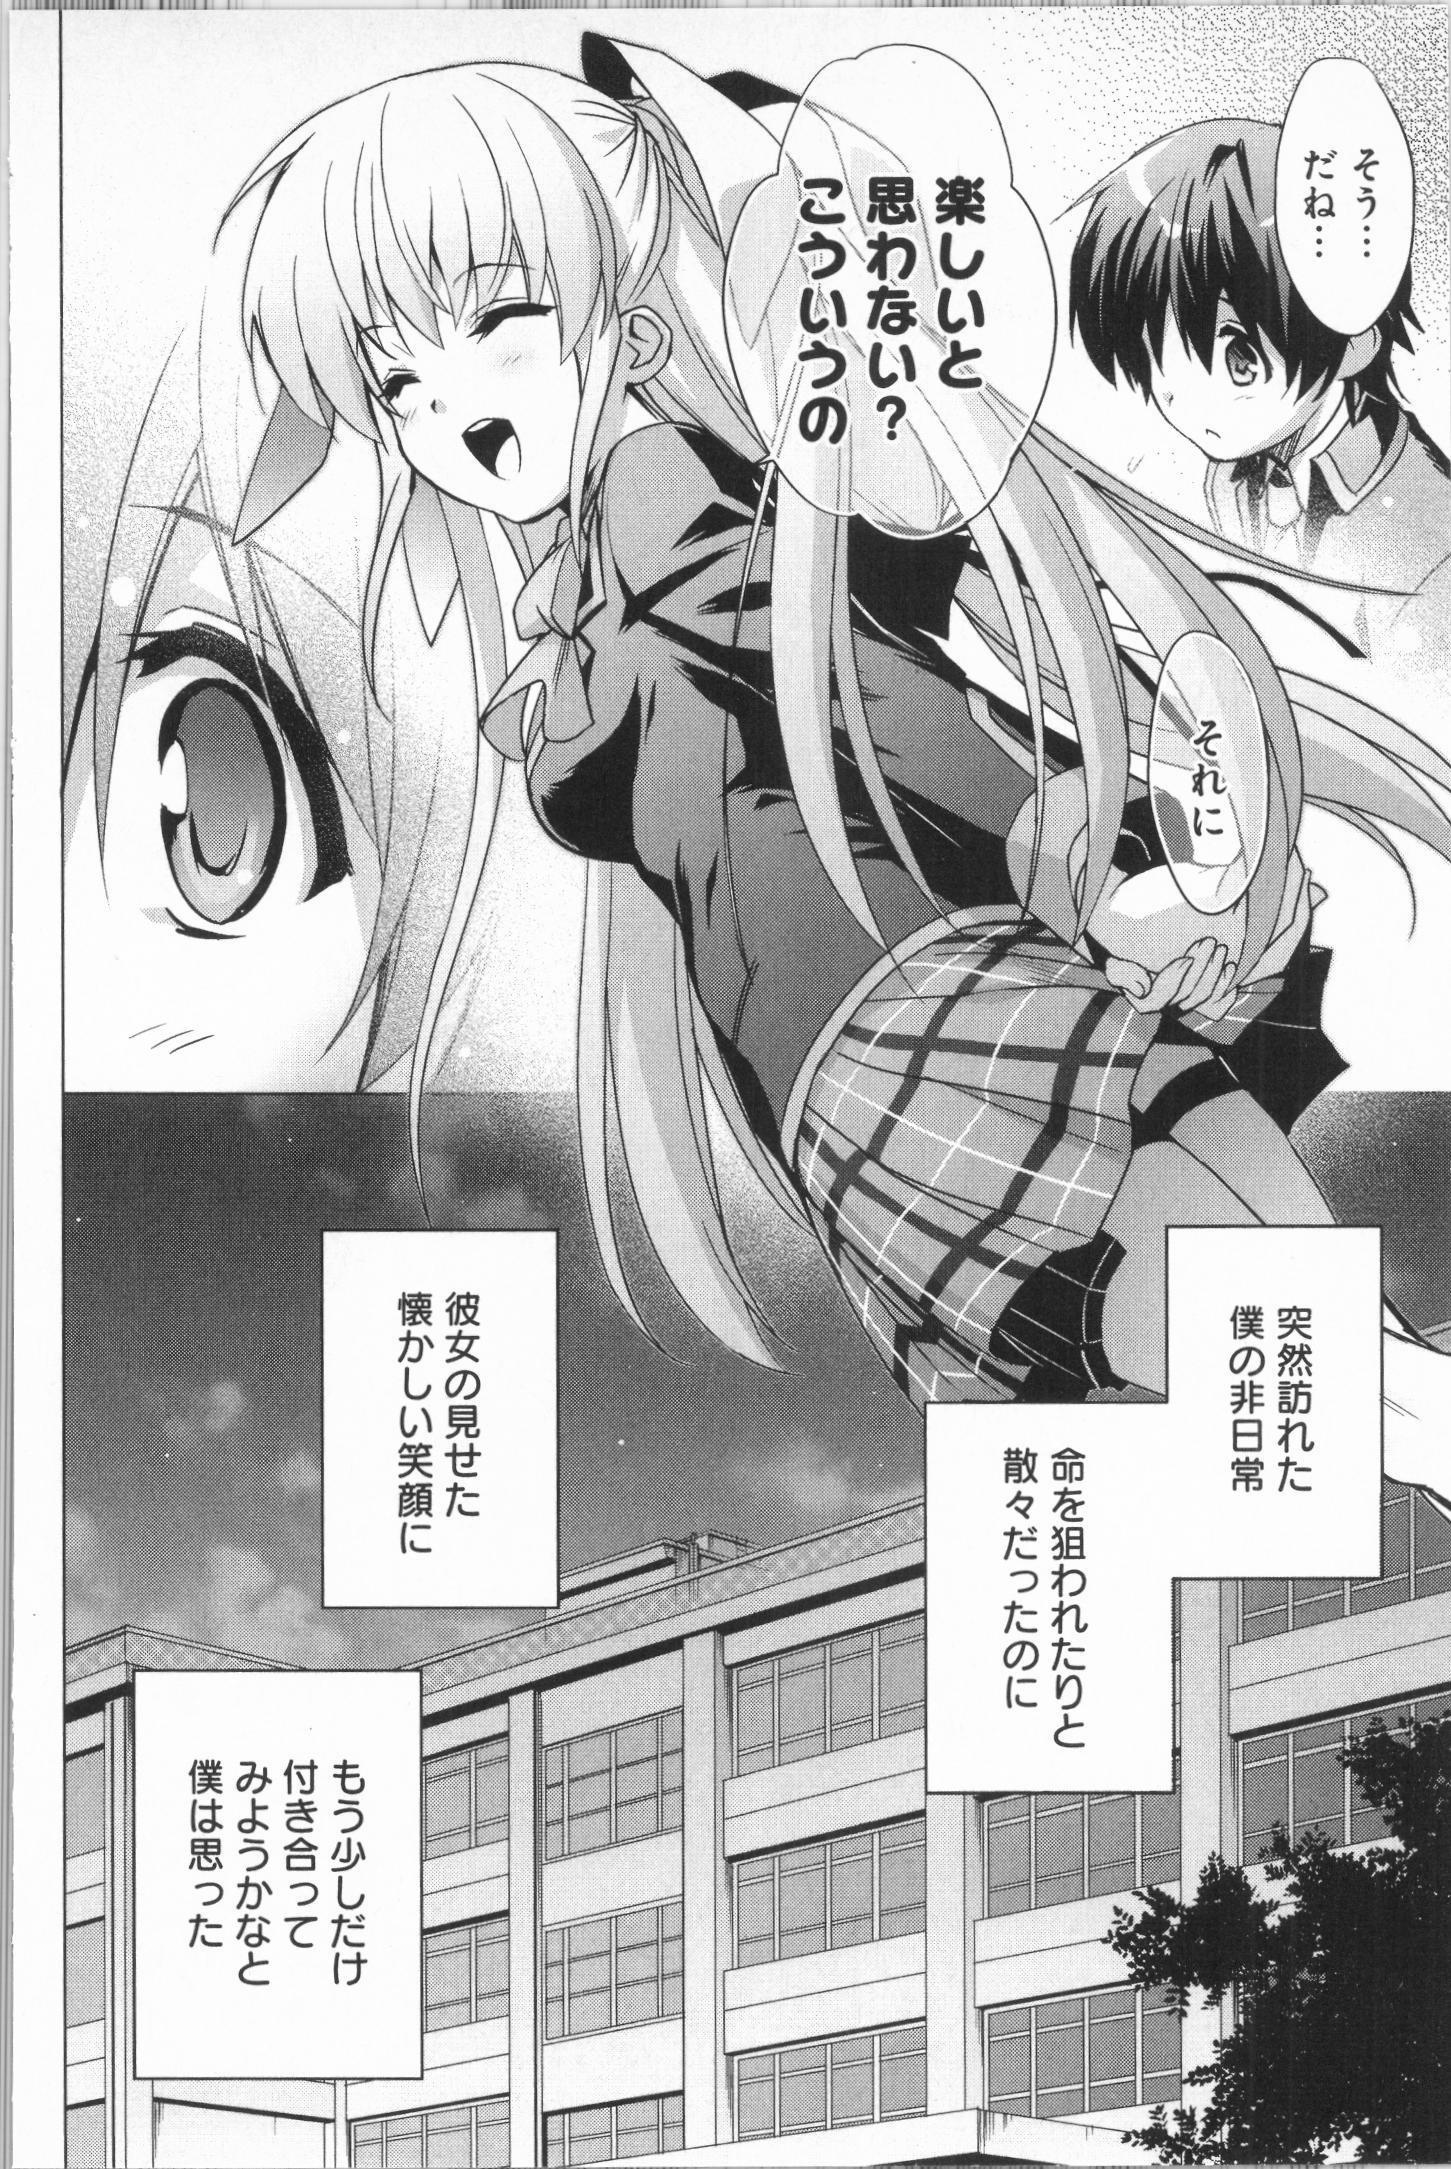 そう…
だね…
それに
楽しいと
思わない?
こういうの
突然訪れた
僕の非日常
命を狙われたりと
散々だったのに
彼女の見せた
懐かしい笑顔に
もう少しだけ
付き合って
みようかなと
僕は思った